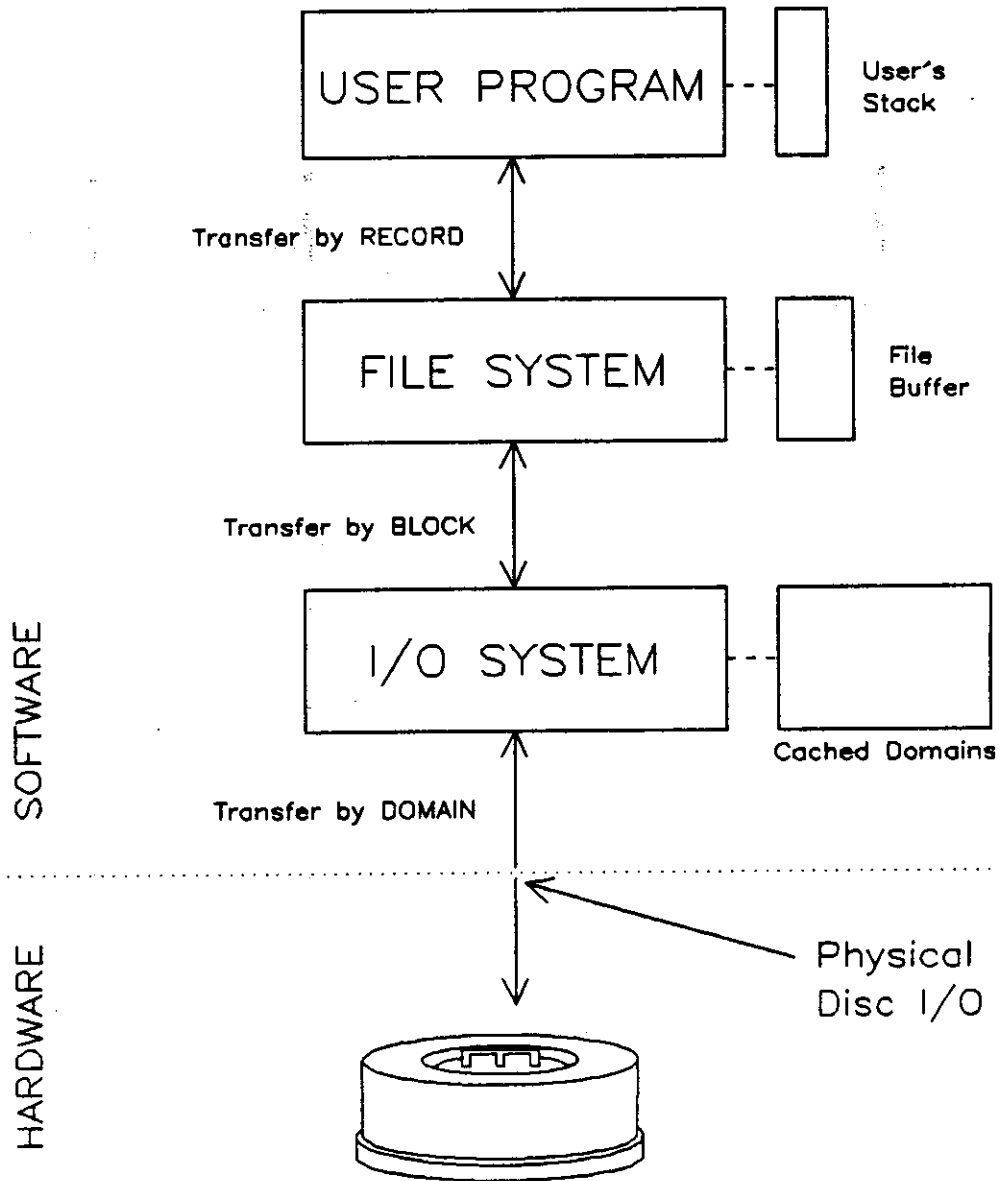 USER PROGRAM
User's
Stack
Transfer by RECORD
FILE SYSTEM
File
Buffer
Transfer by BLOCK
I/O SYSTEM
Cached Domains
SOFTWARE
Transfer by DOMAIN
Physical
Disc I/O
HARDWARE